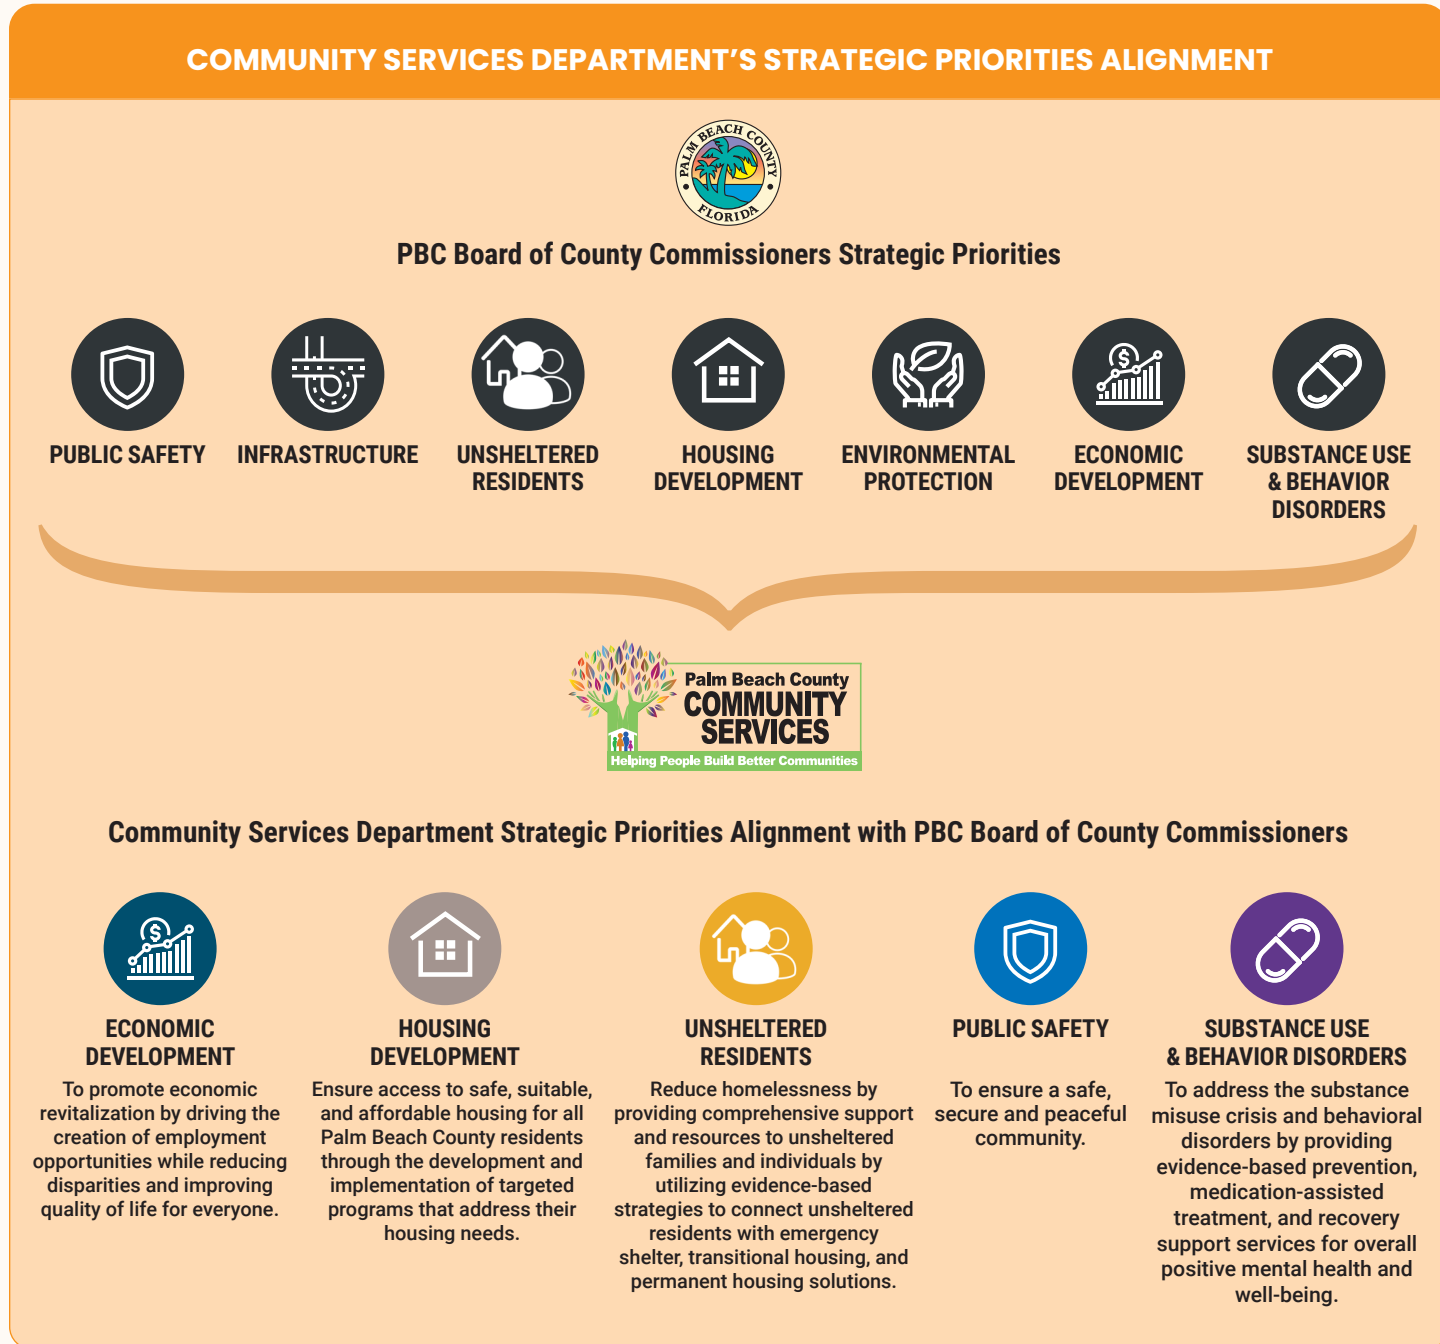 COMMUNITY SERVICES DEPARTMENT'S STRATEGIC PRIORITIES ALIGNMENT
PALM BEACH COUNTY
FLORIDA
PBC Board of County Commissioners Strategic Priorities
PUBLIC SAFETY
INFRASTRUCTURE
UNSHELTERED
RESIDENTS
HOUSING
DEVELOPMENT
ENVIRONMENTAL
PROTECTION
ECONOMIC
DEVELOPMENT
SUBSTANCE USE
& BEHAVIOR
DISORDERS
Palm Beach County
COMMUNITY
SERVICES
Helping People Build Better Communities
Community Services Department Strategic Priorities Alignment with PBC Board of County Commissioners
ECONOMIC
DEVELOPMENT
To promote economic
revitalization by driving the
creation of employment
opportunities while reducing
disparities and improving
quality of life for everyone.
HOUSING
DEVELOPMENT
Ensure access to safe, suitable,
and affordable housing for all
Palm Beach County residents
through the development and
implementation of targeted
programs that address their
housing needs.
UNSHELTERED
RESIDENTS
Reduce homelessness by
providing comprehensive support
and resources to unsheltered
families and individuals by
utilizing evidence-based
strategies to connect unsheltered
residents with emergency
shelter, transitional housing, and
permanent housing solutions.
PUBLIC SAFETY
To ensure a safe,
secure and peaceful
community.
SUBSTANCE USE
& BEHAVIOR DISORDERS
To address the substance
misuse crisis and behavioral
disorders by providing
evidence-based prevention,
medication-assisted
treatment, and recovery
support services for overall
positive mental health and
well-being.